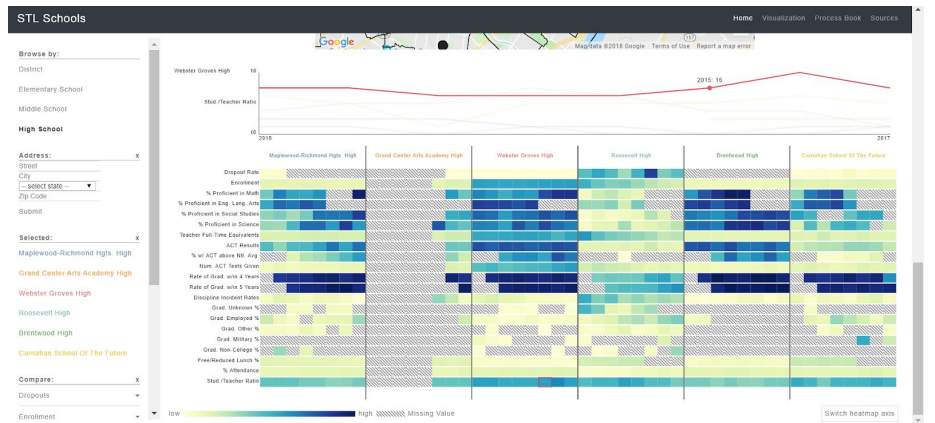 STL Schools
Home Visualization Process Book Sources
Browse by:
District
Elementary School
Middle School
High School
Address: x
Street
City
-- select state --
Zip Code
Submit
Selected: x
Maplewood-Richmond Hgts. High
Grand Center Arts Academy High
Webster Groves High
Roosevelt High
Brentwood High
Carnahan School Of The Future
Compare: x
Dropouts
Enrollment
Google
Map data ©2018 Google Terms of Use Report a map error
Webster Groves High 18
2015: 16
Stud./Teacher Ratio
10
2010 2017
Maplewood-Richmond Hgts. High Grand Center Arts Academy High Webster Groves High Roosevelt High Brentwood High Carnahan School Of The Future
Dropout Rate
Enrollment
% Proficient in Math
% Proficient in Eng. Lang. Arts
% Proficient in Social Studies
% Proficient in Science
Teacher Full-Time Equivalents
ACT Results
% w/ ACT above Ntl. Avg.
Num. ACT Tests Given
Rate of Grad. w/in 4 Years
Rate of Grad. w/in 5 Years
Discipline Incident Rates
Grad. Unknown %
Grad. Employed %
Grad. Other %
Grad. Military %
Grad. Non-College %
Free/Reduced Lunch %
% Attendance
Stud./Teacher Ratio
low high Missing Value
Switch heatmap axis